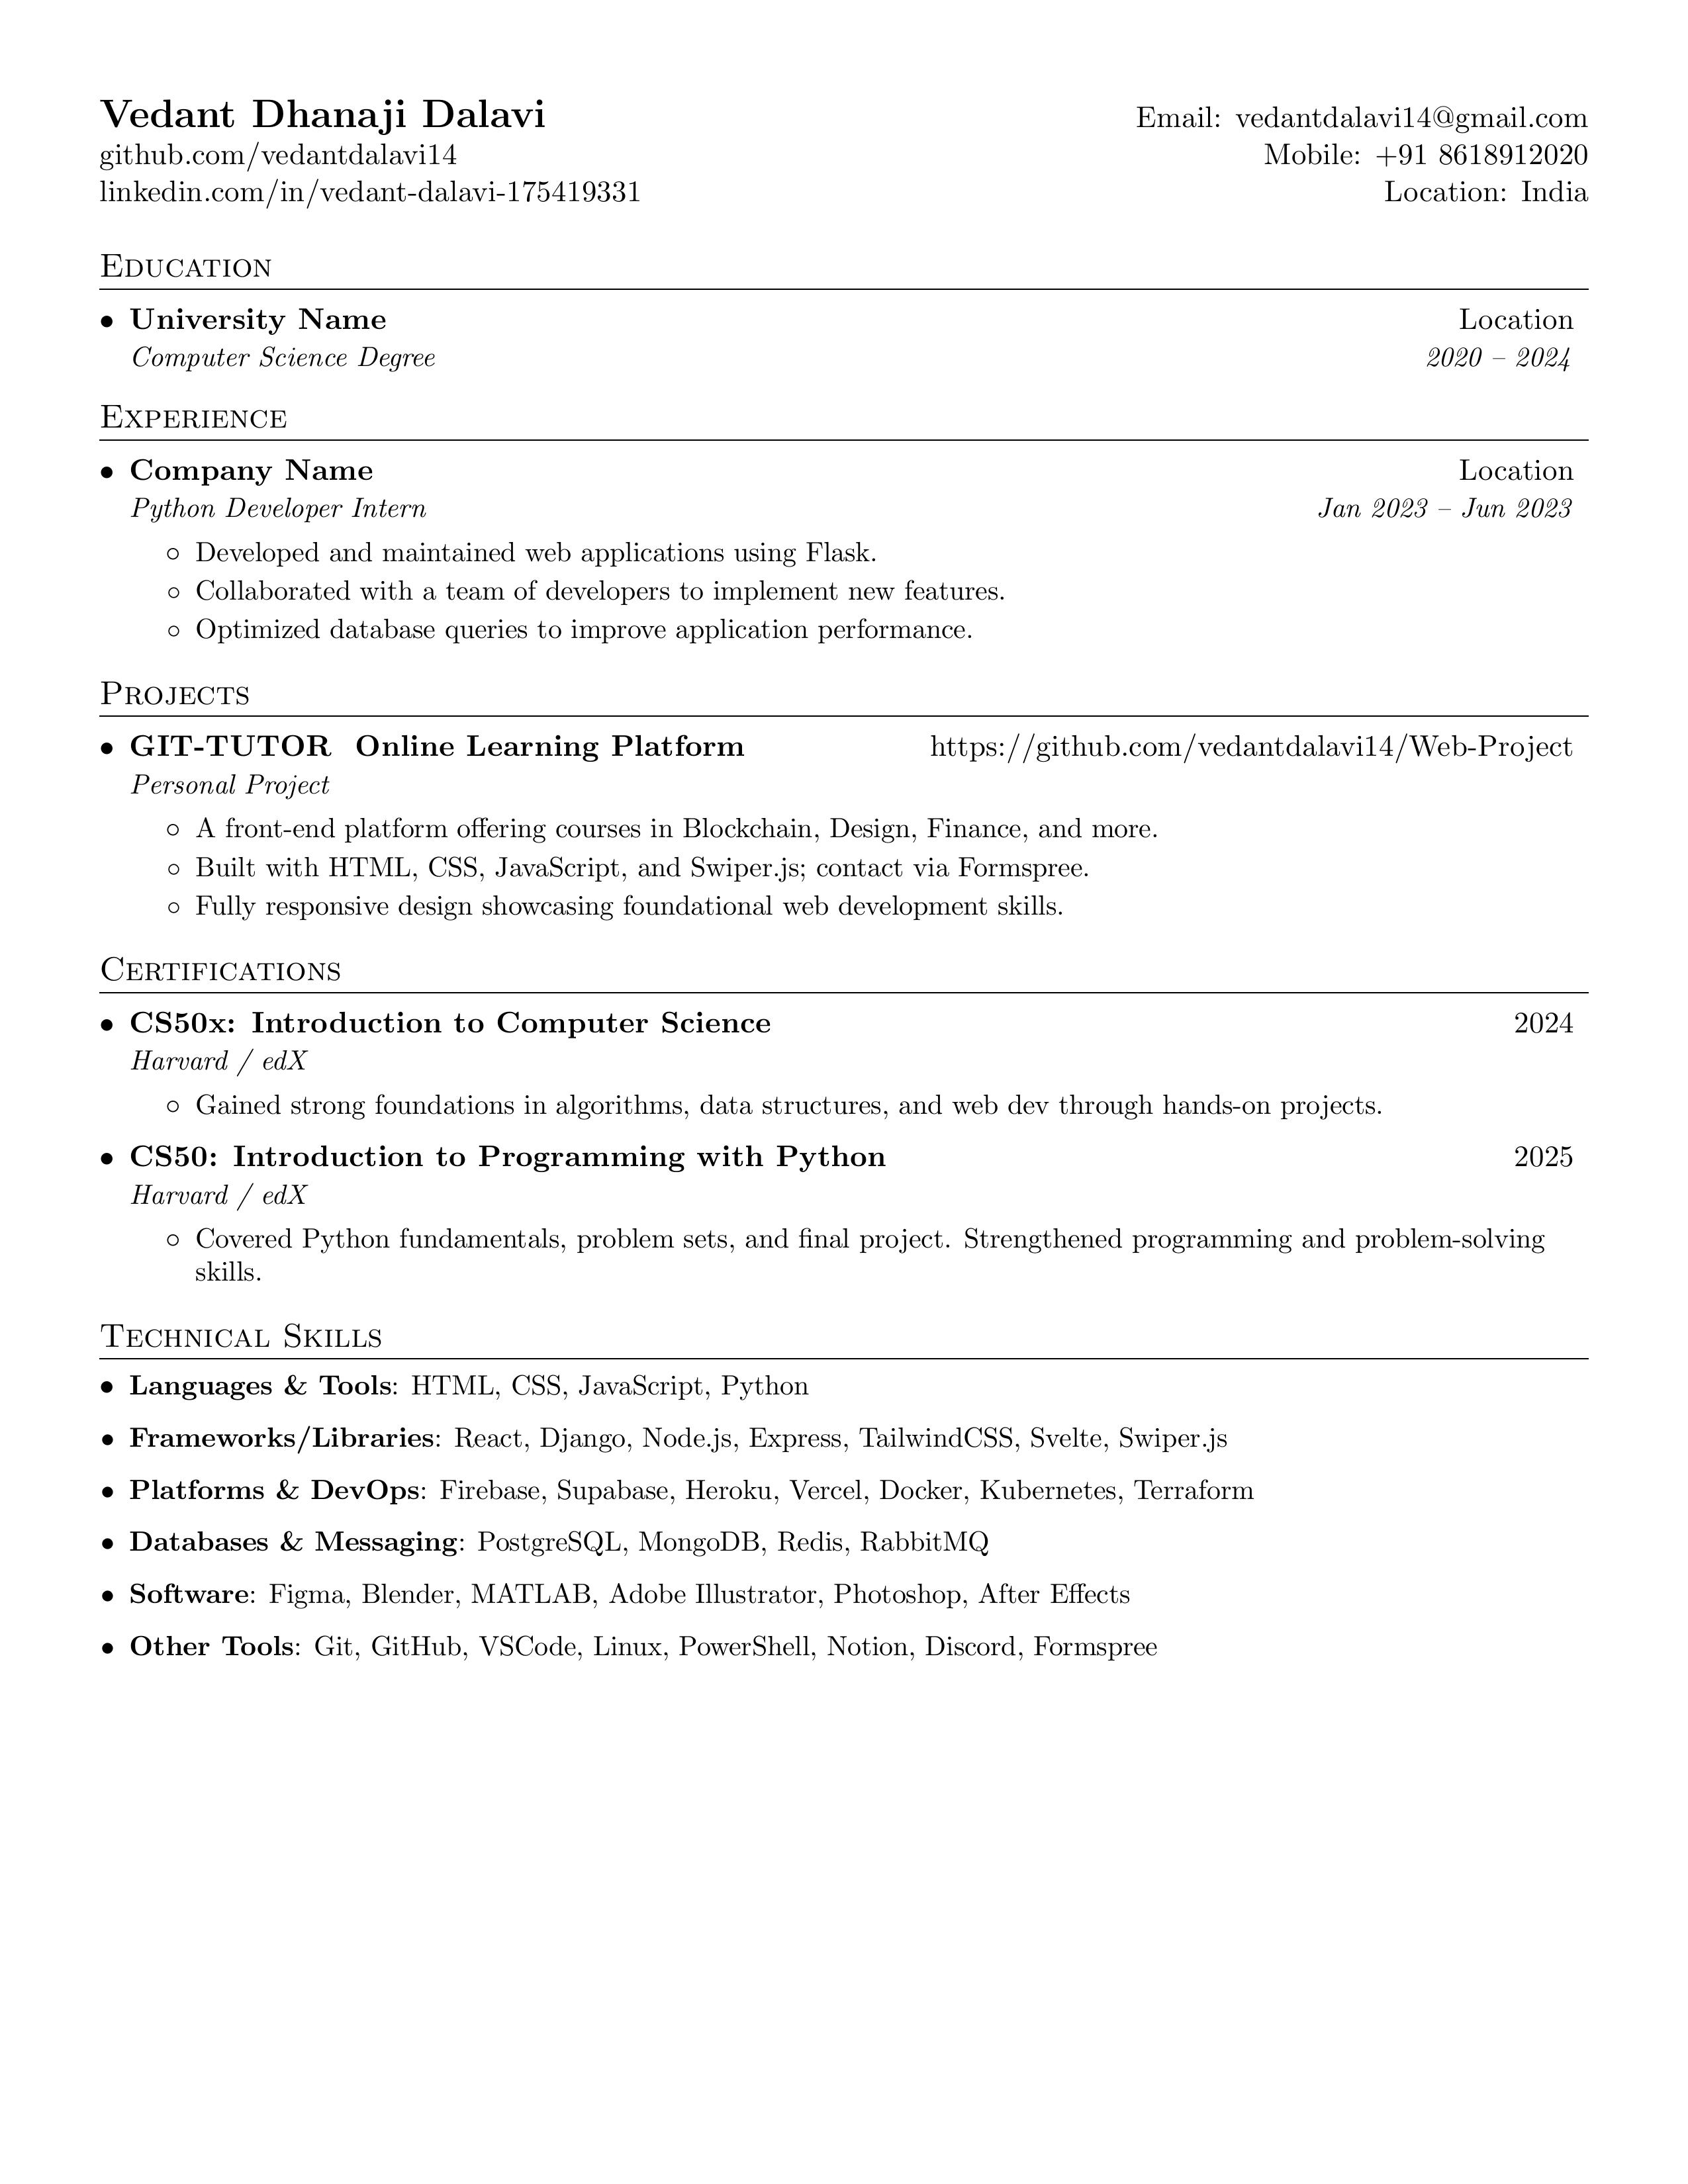 Vedant Dhanaji Dalavi
Email: vedantdalavi14@gmail.com
github.com/vedantdalavi14
Mobile: +91 8618912020
linkedin.com/in/vedant-dalavi-175419331
Location: India
Education
• University Name Location
Computer Science Degree 2020 – 2024
Experience
• Company Name Location
Python Developer Intern Jan 2023 – Jun 2023
◦ Developed and maintained web applications using Flask.
◦ Collaborated with a team of developers to implement new features.
◦ Optimized database queries to improve application performance.
Projects
• GIT-TUTOR Online Learning Platform https://github.com/vedantdalavi14/Web-Project
Personal Project
◦ A front-end platform offering courses in Blockchain, Design, Finance, and more.
◦ Built with HTML, CSS, JavaScript, and Swiper.js; contact via Formspree.
◦ Fully responsive design showcasing foundational web development skills.
Certifications
• CS50x: Introduction to Computer Science 2024
Harvard / edX
◦ Gained strong foundations in algorithms, data structures, and web dev through hands-on projects.
• CS50: Introduction to Programming with Python 2025
Harvard / edX
◦ Covered Python fundamentals, problem sets, and final project. Strengthened programming and problem-solving
skills.
Technical Skills
• Languages & Tools: HTML, CSS, JavaScript, Python
• Frameworks/Libraries: React, Django, Node.js, Express, TailwindCSS, Svelte, Swiper.js
• Platforms & DevOps: Firebase, Supabase, Heroku, Vercel, Docker, Kubernetes, Terraform
• Databases & Messaging: PostgreSQL, MongoDB, Redis, RabbitMQ
• Software: Figma, Blender, MATLAB, Adobe Illustrator, Photoshop, After Effects
• Other Tools: Git, GitHub, VSCode, Linux, PowerShell, Notion, Discord, Formspree